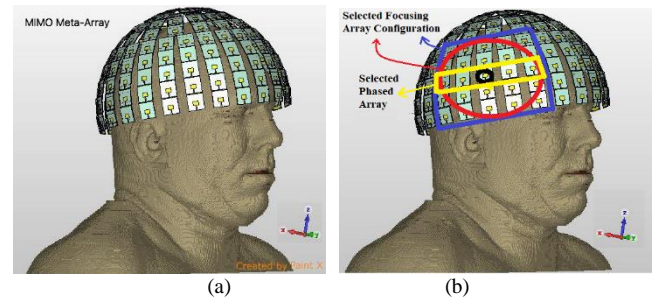 MIMO Meta-Array
Created by Paint X
z
x
y
(a)
Selected Focusing
Array Configuration
Selected
Phased
Array
z
x
y
(b)